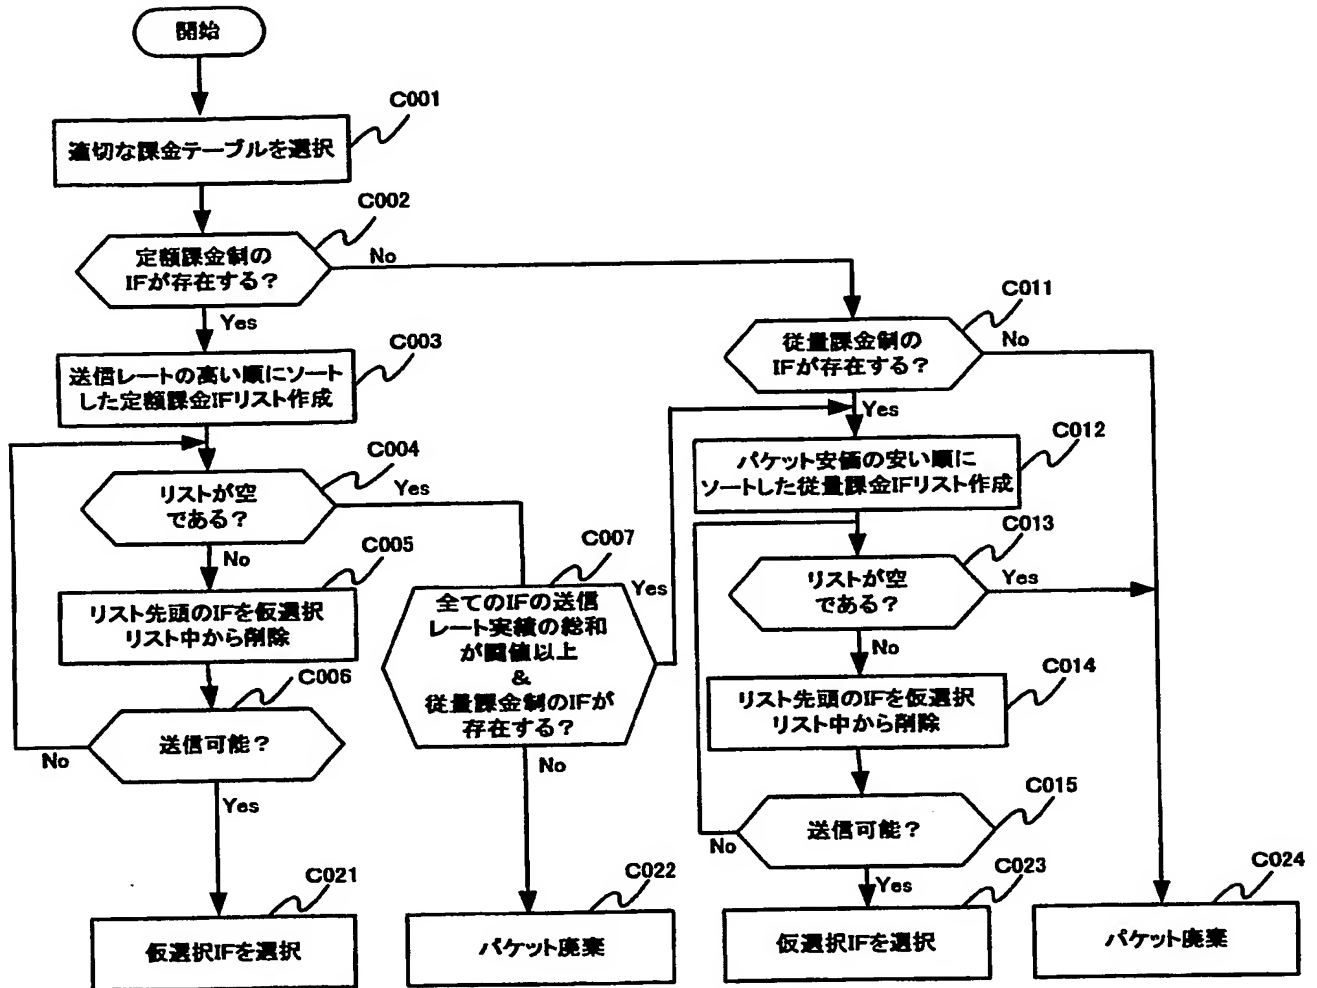 開始
C001
適切な課金テーブルを選択
C002
定額課金制の
IFが存在する?
No
Yes
C003
送信レートの高い順にソート
した定額課金IFリスト作成
C004
リストが空
である?
Yes
No
C005
リスト先頭のIFを仮選択
リスト中から削除
C006
送信可能?
No
Yes
C021
仮選択IFを選択
C007
全てのIFの送信
レート実績の総和
が閾値以上
&
従量課金制のIFが
存在する?
Yes
No
C022
パケット廃棄
C011
従量課金制の
IFが存在する?
No
Yes
C012
パケット安価の安い順に
ソートした従量課金IFリスト作成
C013
リストが空
である?
Yes
No
C014
リスト先頭のIFを仮選択
リスト中から削除
C015
送信可能?
No
Yes
C023
仮選択IFを選択
C024
パケット廃棄